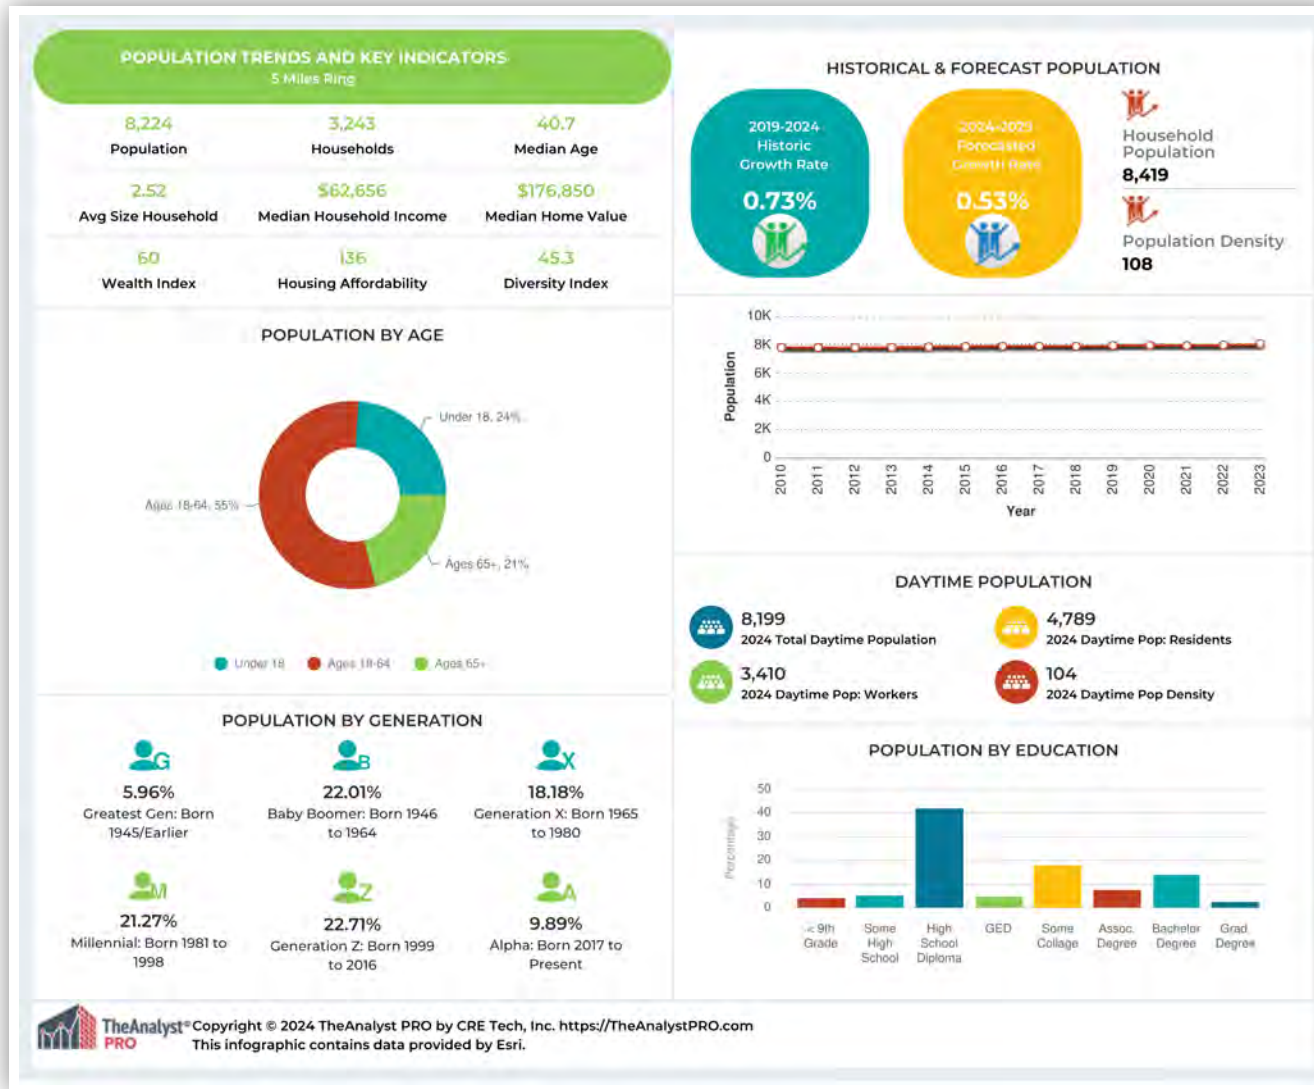 POPULATION TRENDS AND KEY INDICATORS
5 Miles Ring
8,224
Population
3,243
Households
40.7
Median Age
2.52
Avg Size Household
$62,656
Median Household Income
$176,850
Median Home Value
60
Wealth Index
136
Housing Affordability
45.3
Diversity Index
POPULATION BY AGE
Under 18, 24%
Ages 18-64, 55%
Ages 65+, 21%
Under 18
Ages 18-64
Ages 65+
POPULATION BY GENERATION
G
5.96%
Greatest Gen: Born
1945/Earlier
B
22.01%
Baby Boomer: Born 1946
to 1964
X
18.18%
Generation X: Born 1965
to 1980
M
21.27%
Millennial: Born 1981 to
1998
Z
22.71%
Generation Z: Born 1999
to 2016
A
9.89%
Alpha: Born 2017 to
Present
HISTORICAL & FORECAST POPULATION
2019-2024
Historic
Growth Rate
0.73%
2024-2029
Forecasted
Growth Rate
0.53%
Household
Population
8,419
Population Density
108
Population
10K
8K
6K
4K
2K
0
2010
2011
2012
2013
2014
2015
2016
2017
2018
2019
2020
2021
2022
2023
Year
DAYTIME POPULATION
8,199
2024 Total Daytime Population
4,789
2024 Daytime Pop: Residents
3,410
2024 Daytime Pop: Workers
104
2024 Daytime Pop Density
POPULATION BY EDUCATION
Percentage
50
40
30
20
10
0
< 9th
Grade
Some
High
School
High
School
Diploma
GED
Some
Collage
Assoc.
Degree
Bachelor
Degree
Grad.
Degree
TheAnalyst®
PRO
Copyright © 2024 TheAnalyst PRO by CRE Tech, Inc. https://TheAnalystPRO.com
This infographic contains data provided by Esri.